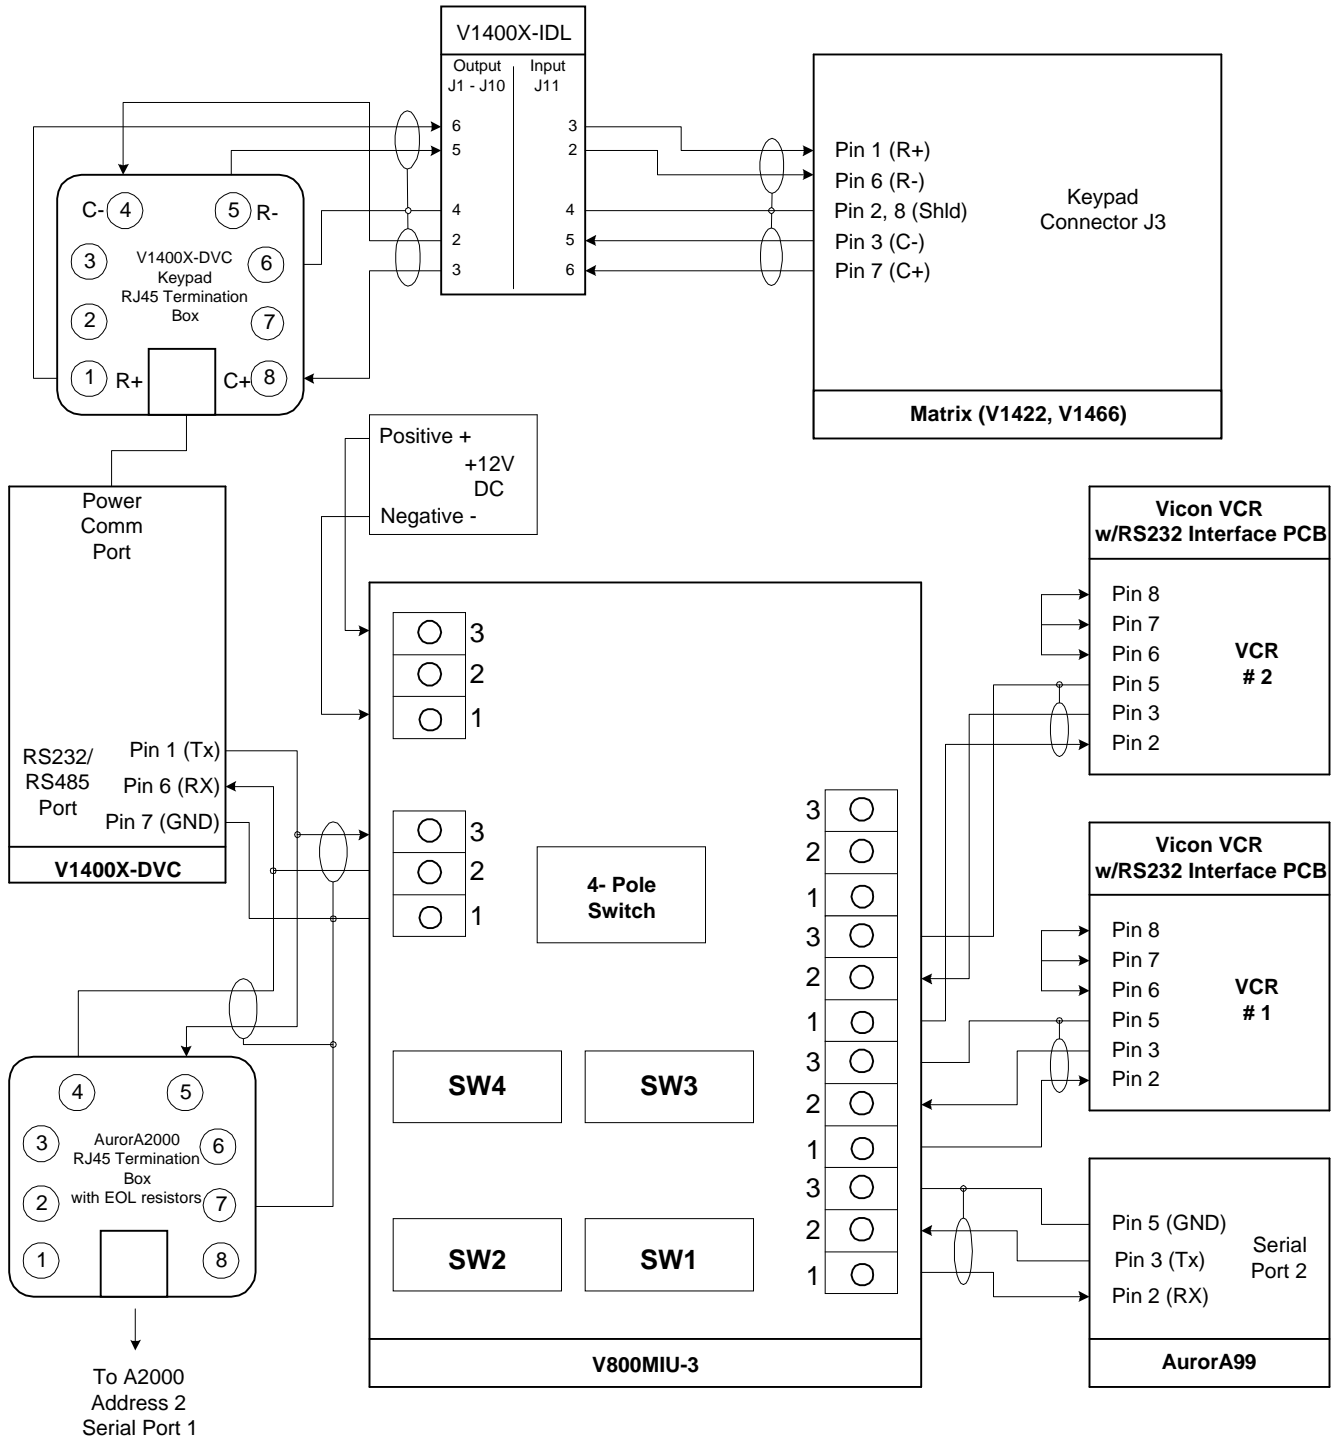 V1400X-IDL
Output
J1 - J10
Input
J11
6
5
4
2
3
3
2
4
5
6
Pin 1 (R+)
Pin 6 (R-)
Pin 2, 8 (Shld)
Pin 3 (C-)
Pin 7 (C+)
Keypad
Connector J3
Matrix (V1422, V1466)
C- 4
5 R-
3
6
V1400X-DVC
Keypad
RJ45 Termination
Box
2
7
1 R+
C+ 8
Positive +
+12V
DC
Negative -
Power
Comm
Port
RS232/
RS485
Port
Pin 1 (Tx)
Pin 6 (RX)
Pin 7 (GND)
V1400X-DVC
3
2
1
3
2
1
4- Pole
Switch
SW4
SW3
SW2
SW1
3
2
1
3
2
1
3
2
1
3
2
1
V800MIU-3
Vicon VCR
w/RS232 Interface PCB
Pin 8
Pin 7
Pin 6
Pin 5
Pin 3
Pin 2
VCR
# 2
Vicon VCR
w/RS232 Interface PCB
Pin 8
Pin 7
Pin 6
Pin 5
Pin 3
Pin 2
VCR
# 1
Pin 5 (GND)
Pin 3 (Tx)
Pin 2 (RX)
Serial
Port 2
AurorA99
4
5
3
6
AurorA2000
RJ45 Termination
Box
with EOL resistors
2
7
1
8
To A2000
Address 2
Serial Port 1